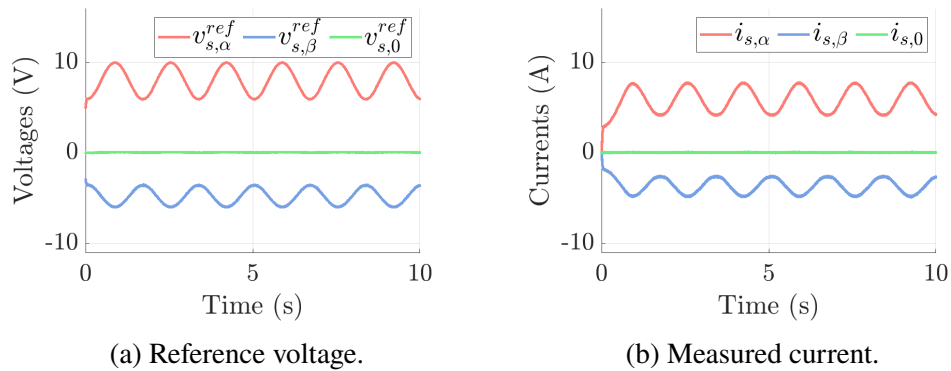 v_{s,α}^{ref} v_{s,β}^{ref} v_{s,0}^{ref}
10
0
-10
Voltages (V)
0 5 10
Time (s)
(a) Reference voltage.
i_{s,α} i_{s,β} i_{s,0}
10
0
-10
Currents (A)
0 5 10
Time (s)
(b) Measured current.